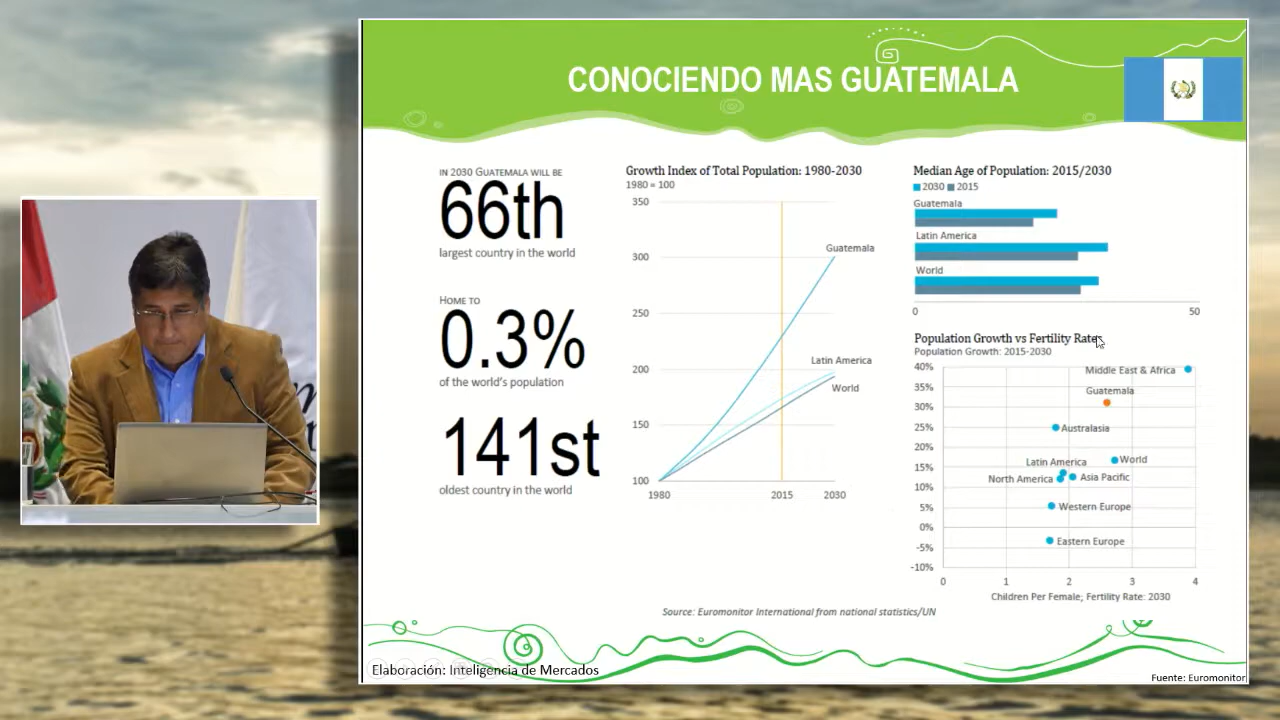 CONOCIENDO MAS GUATEMALA
IN 2030 GUATEMALA WILL BE
66th
largest country in the world
HOME TO
0.3%
of the world's population
141st
oldest country in the world
Growth Index of Total Population: 1980-2030
1980 = 100
350
300
250
200
150
100
Guatemala
Latin America
World
1980
2015
2030
Median Age of Population: 2015/2030
2030 2015
Guatemala
Latin America
World
0
50
Population Growth vs Fertility Rates
Population Growth: 2015-2030
40%
35%
30%
25%
20%
15%
10%
5%
0%
-5%
-10%
Middle East & Africa
Guatemala
Australasia
Latin America
World
North America
Asia Pacific
Western Europe
Eastern Europe
0 1 2 3 4
Children Per Female; Fertility Rate: 2030
Source: Euromonitor International from national statistics/UN
Elaboración: Inteligencia de Mercados
Fuente: Euromonitor